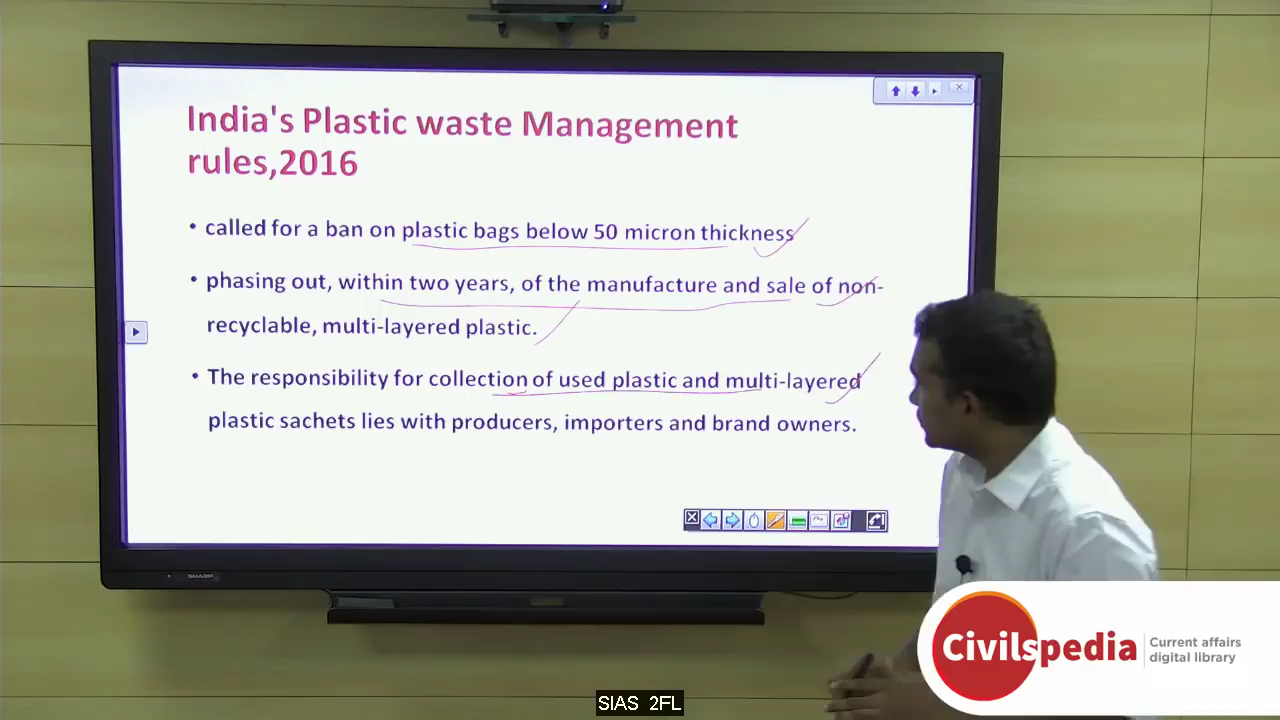 India's Plastic waste Management
rules,2016
• called for a ban on plastic bags below 50 micron thickness
• phasing out, within two years, of the manufacture and sale of non-
recyclable, multi-layered plastic.
• The responsibility for collection of used plastic and multi-layered
plastic sachets lies with producers, importers and brand owners.
SHARP
Civilspedia
Current affairs
digital library
SIAS 2FL